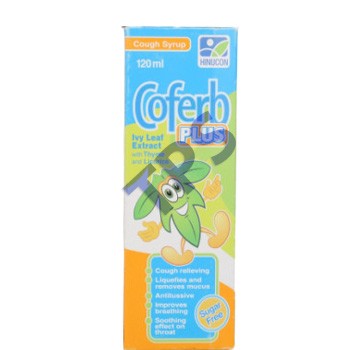 Cough Syrup
HINUCON
120ml
Coferb
PLUS
Ivy Leaf
Extract
with Thyme
and Licorice
TPS
Cough relieving
Liquefies and
removes mucus
Antitussive
Improves
breathing
Soothing
effect on
throat
Sugar
Free